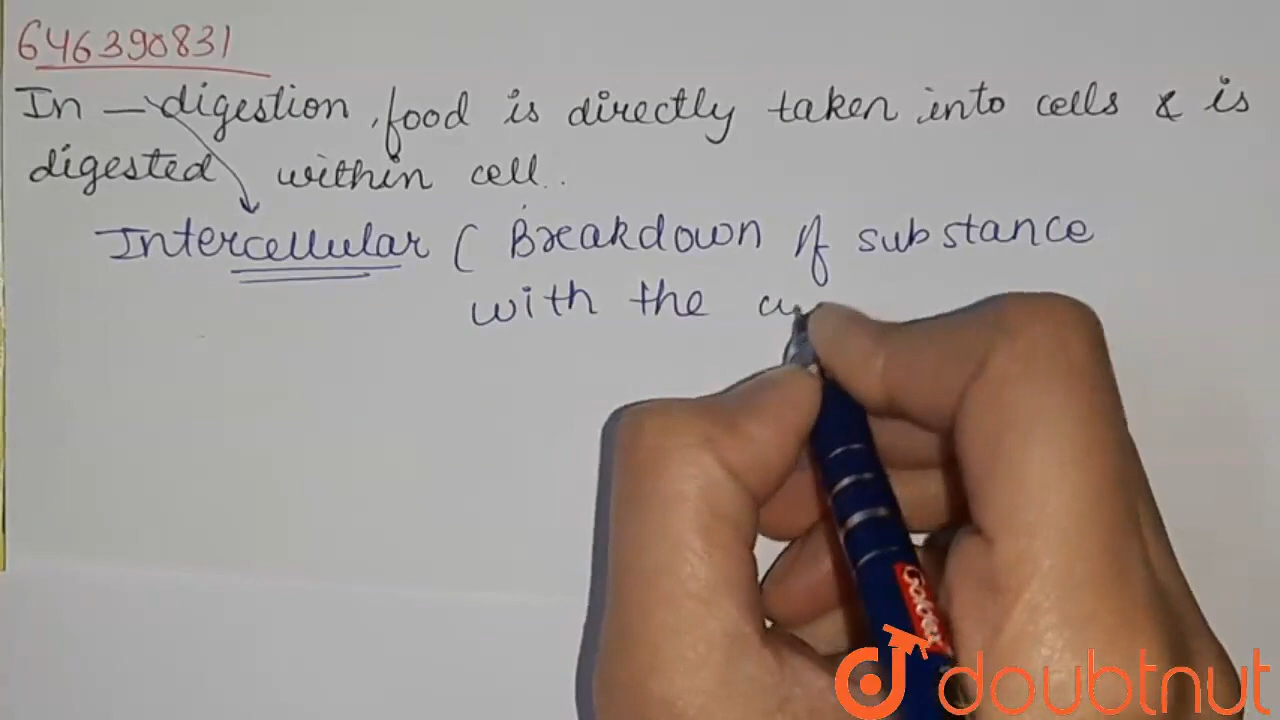 646390831
In - digestion, food is directly taken into cells & is
digested within cell..
Intercellular ( Breakdown of substance
with the
doubtnut